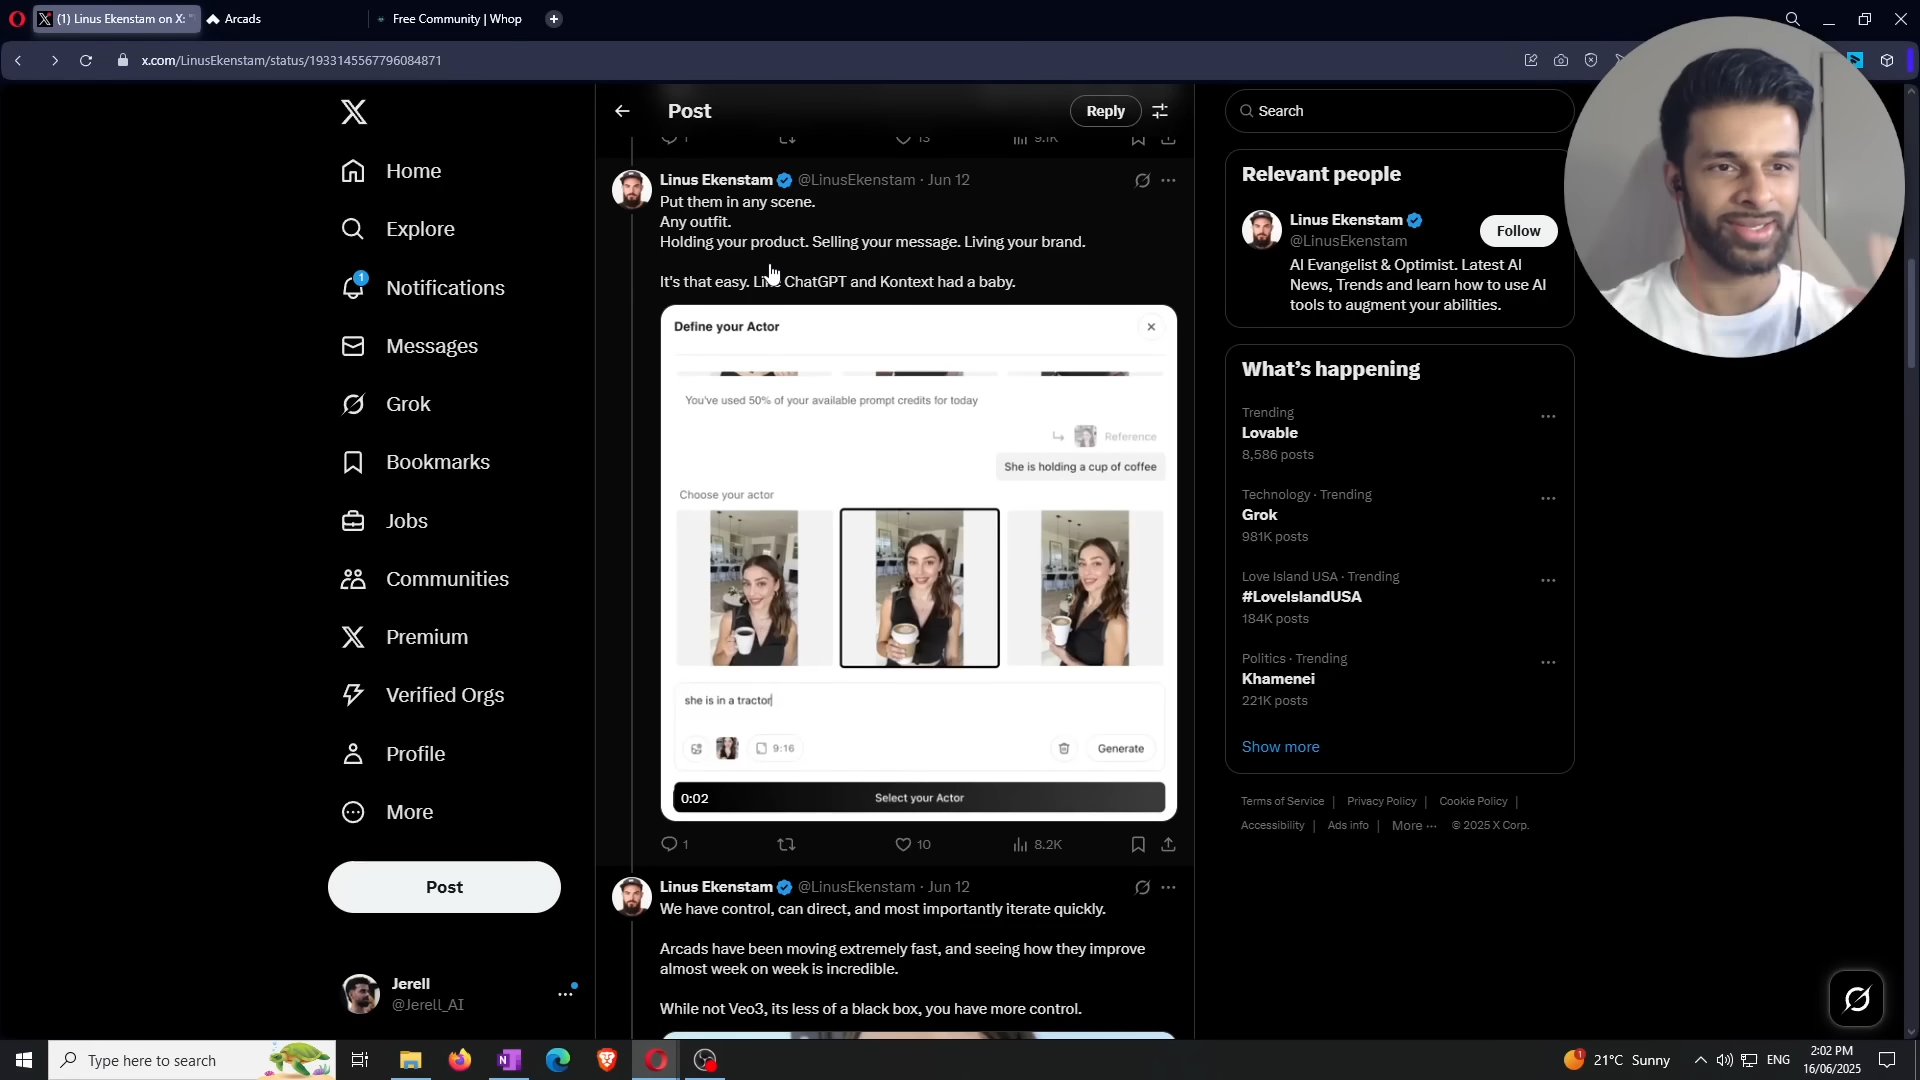 (1) Linus Ekenstam on X: "
Arcads
Free Community | Whop
x.com/LinusEkenstam/status/1933145567796084871
Home
Explore
1
Notifications
Messages
Grok
Bookmarks
Jobs
Communities
Premium
Verified Orgs
Profile
More
Post
Jerell
@Jerell_AI
Post
Reply
1
13
9.1K
Linus Ekenstam @LinusEkenstam · Jun 12
Put them in any scene.
Any outfit.
Holding your product. Selling your message. Living your brand.
It's that easy. Like ChatGPT and Kontext had a baby.
Define your Actor
You've used 50% of your available prompt credits for today
Reference
She is holding a cup of coffee
Choose your actor
she is in a tractor
9:16
Generate
0:02
Select your Actor
1
10
8.2K
Linus Ekenstam @LinusEkenstam · Jun 12
We have control, can direct, and most importantly iterate quickly.
Arcads have been moving extremely fast, and seeing how they improve
almost week on week is incredible.
While not Veo3, its less of a black box, you have more control.
Search
Relevant people
Linus Ekenstam
@LinusEkenstam
Follow
AI Evangelist & Optimist. Latest AI
News, Trends and learn how to use AI
tools to augment your abilities.
What's happening
Trending
Lovable
8,586 posts
Technology · Trending
Grok
981K posts
Love Island USA · Trending
#LoveIslandUSA
184K posts
Politics · Trending
Khamenei
221K posts
Show more
Terms of Service | Privacy Policy | Cookie Policy |
Accessibility | Ads info | More ··· © 2025 X Corp.
Type here to search
1
21°C Sunny
ENG
2:02 PM
16/06/2025